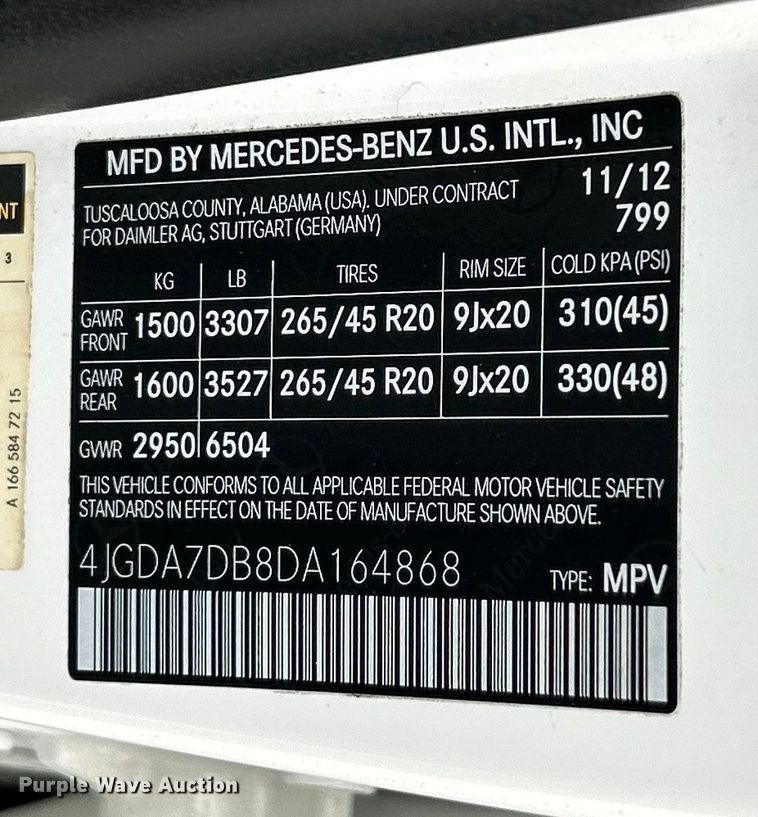 MFD BY MERCEDES-BENZ U.S. INTL., INC
TUSCALOOSA COUNTY, ALABAMA (USA). UNDER CONTRACT 11/12
FOR DAIMLER AG, STUTTGART (GERMANY) 799
KG LB TIRES RIM SIZE COLD KPA (PSI)
GAWR FRONT 1500 3307 265/45 R20 9Jx20 310(45)
GAWR REAR 1600 3527 265/45 R20 9Jx20 330(48)
GVWR 2950 6504
THIS VEHICLE CONFORMS TO ALL APPLICABLE FEDERAL MOTOR VEHICLE SAFETY
STANDARDS IN EFFECT ON THE DATE OF MANUFACTURE SHOWN ABOVE.
4JGDA7DB8DA164868 TYPE: MPV
NT
3
A 166 584 72 15
Purple Wave Auction